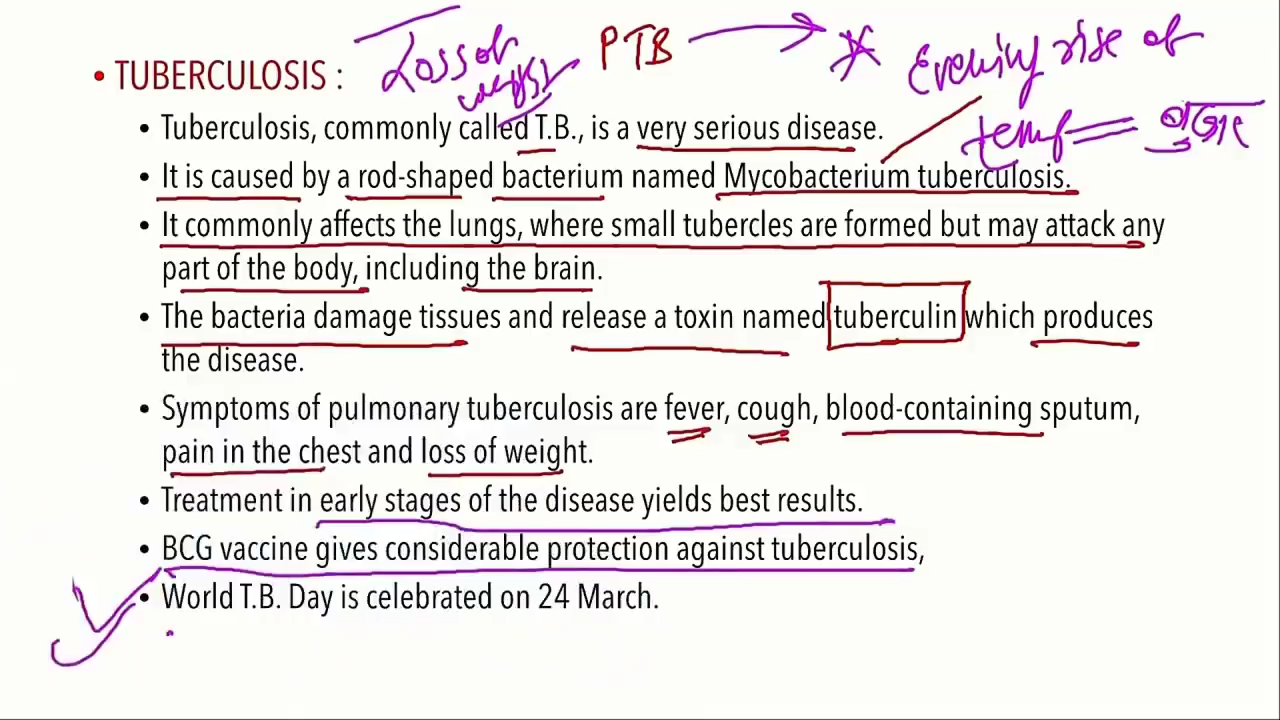 Loss of
weight
PTB
Evening rise of
temp =
• TUBERCULOSIS :
• Tuberculosis, commonly called T.B., is a very serious disease.
• It is caused by a rod-shaped bacterium named Mycobacterium tuberculosis.
• It commonly affects the lungs, where small tubercles are formed but may attack any
part of the body, including the brain.
• The bacteria damage tissues and release a toxin named tuberculin which produces
the disease.
• Symptoms of pulmonary tuberculosis are fever, cough, blood-containing sputum,
pain in the chest and loss of weight.
• Treatment in early stages of the disease yields best results.
• BCG vaccine gives considerable protection against tuberculosis,
• World T.B. Day is celebrated on 24 March.